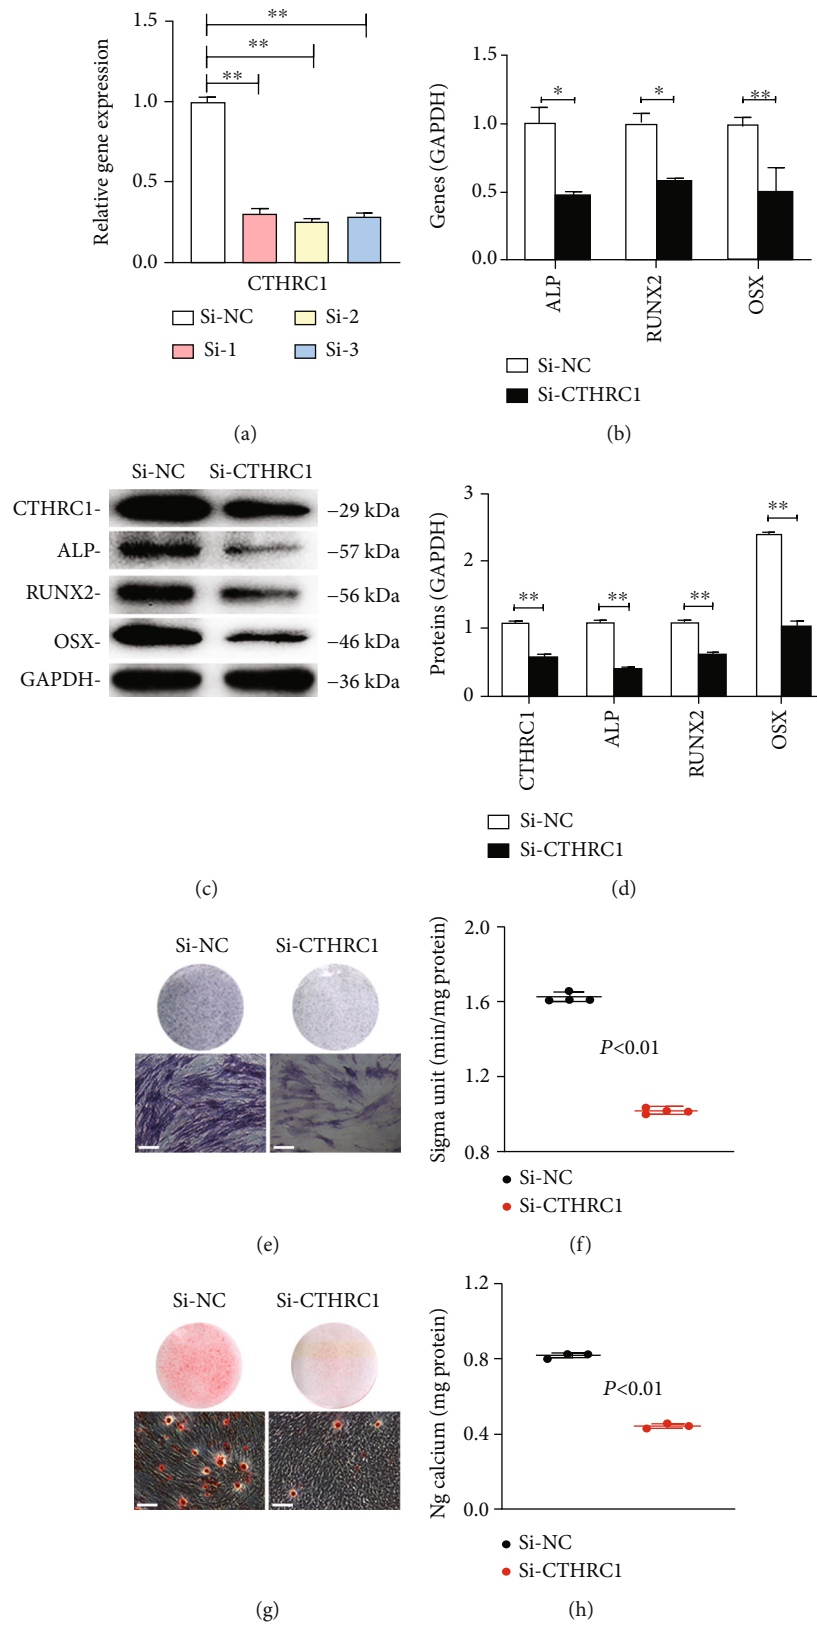 Relative gene expression
1.5
1.0
0.5
0.0
**
**
**
CTHRC1
Si-NC
Si-2
Si-1
Si-3
(a)
Genes (GAPDH)
1.5
1.0
0.5
0.0
*
*
**
ALP
RUNX2
OSX
Si-NC
Si-CTHRC1
(b)
Si-NC Si-CTHRC1
CTHRC1- –29 kDa
ALP- –57 kDa
RUNX2- –56 kDa
OSX- –46 kDa
GAPDH- –36 kDa
(c)
Proteins (GAPDH)
3
2
1
0
**
**
**
**
CTHRC1
ALP
RUNX2
OSX
Si-NC
Si-CTHRC1
(d)
Si-NC Si-CTHRC1
(e)
Sigma unit (min/mg protein)
2.0
1.6
1.2
0.8
P<0.01
Si-NC
Si-CTHRC1
(f)
Si-NC Si-CTHRC1
(g)
Ng calcium (mg protein)
1.2
0.8
0.4
0.0
P<0.01
Si-NC
Si-CTHRC1
(h)